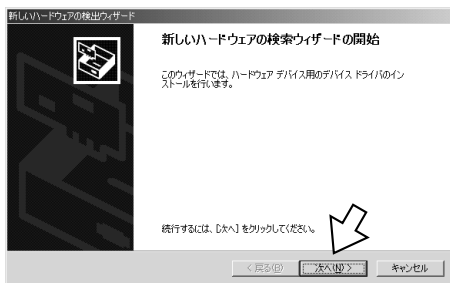 新しいハードウェアの検出ウィザード
新しいハードウェアの検索ウィザードの開始
このウィザードでは、ハードウェア デバイス用のデバイス ドライバのイン
ストールを行います。
続行するには、[次へ] をクリックしてください。
< 戻る(B)
次へ(N) >
キャンセル